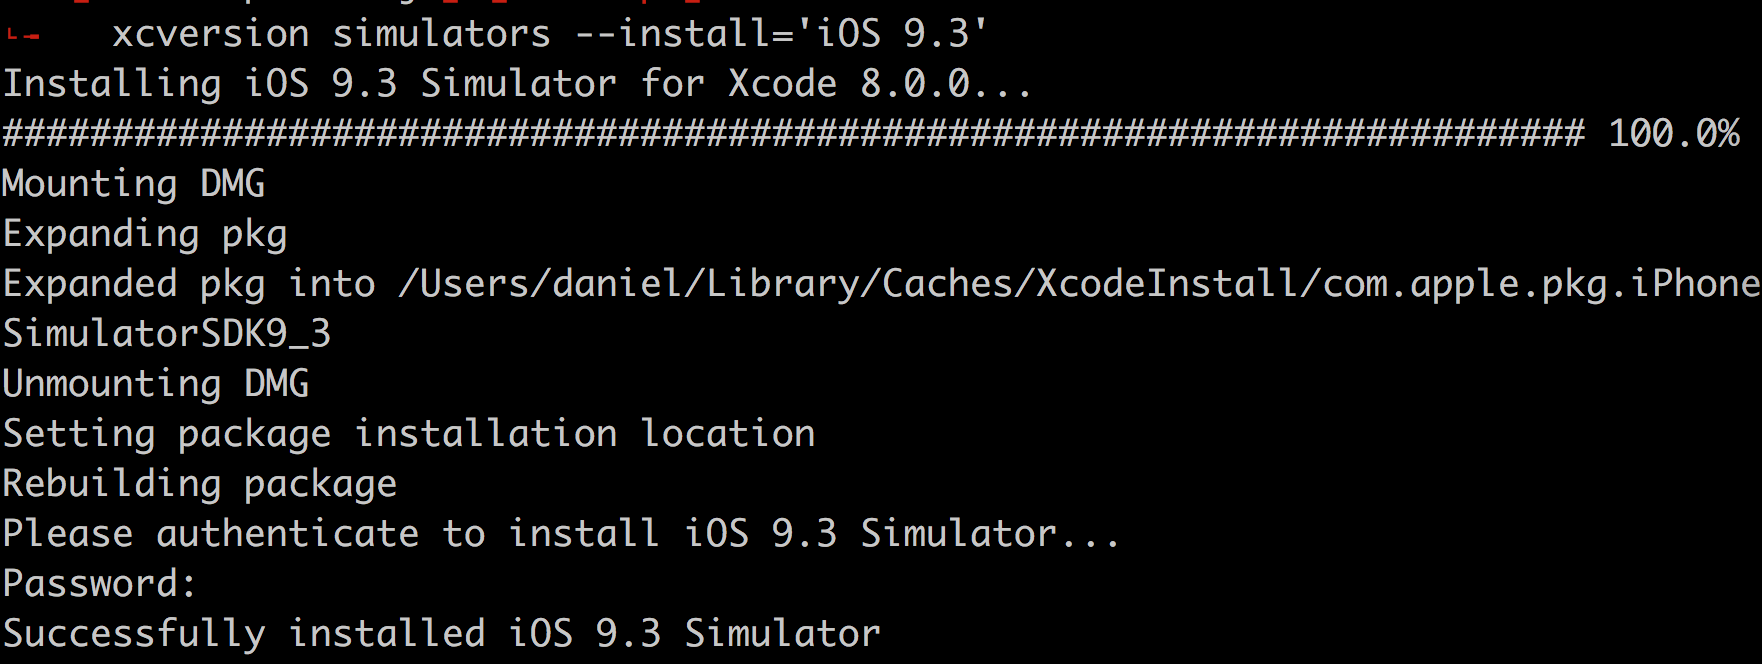 xcversion simulators --install='iOS 9.3'
Installing iOS 9.3 Simulator for Xcode 8.0.0...
######################################################################## 100.0%
Mounting DMG
Expanding pkg
Expanded pkg into /Users/daniel/Library/Caches/XcodeInstall/com.apple.pkg.iPhone
SimulatorSDK9_3
Unmounting DMG
Setting package installation location
Rebuilding package
Please authenticate to install iOS 9.3 Simulator...
Password:
Successfully installed iOS 9.3 Simulator